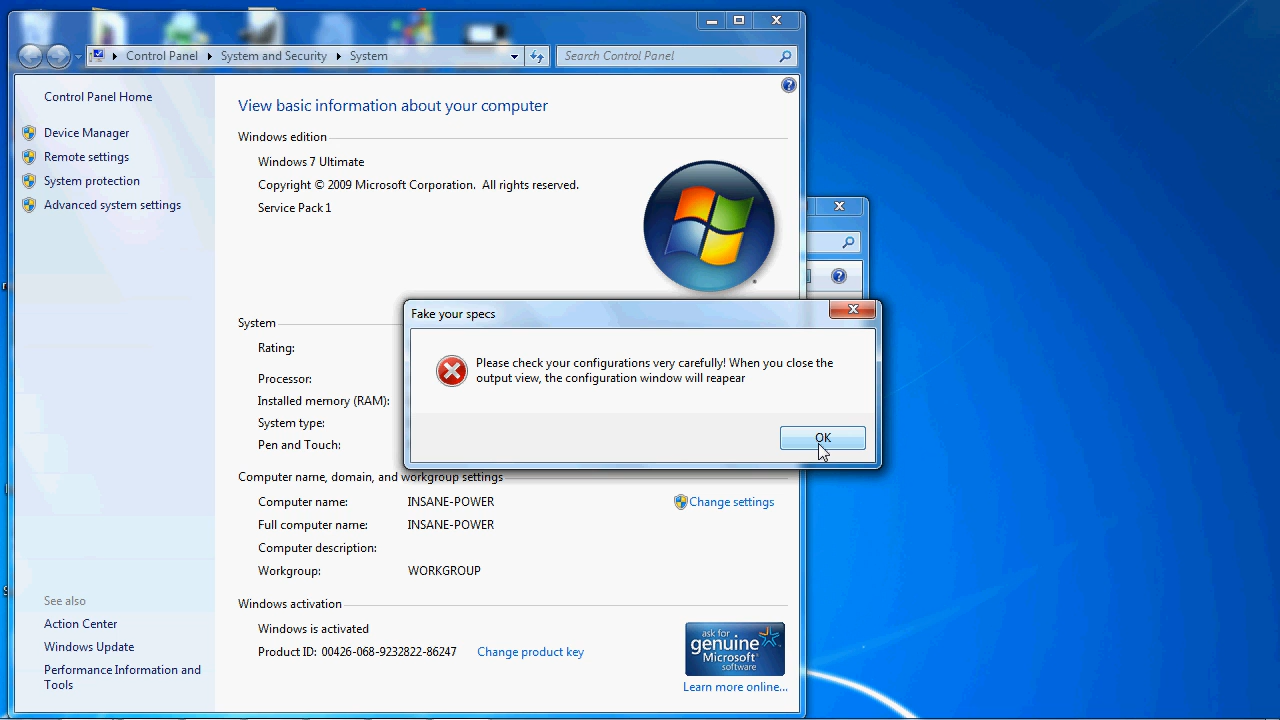 Control Panel
System and Security
System
Search Control Panel
Control Panel Home
Device Manager
Remote settings
System protection
Advanced system settings
See also
Action Center
Windows Update
Performance Information and
Tools
View basic information about your computer
Windows edition
Windows 7 Ultimate
Copyright © 2009 Microsoft Corporation. All rights reserved.
Service Pack 1
System
Rating:
Processor:
Installed memory (RAM):
System type:
Pen and Touch:
Fake your specs
Please check your configurations very carefully! When you close the
output view, the configuration window will reapear
OK
Computer name, domain, and workgroup settings
Computer name: INSANE-POWER
Change settings
Full computer name: INSANE-POWER
Computer description:
Workgroup: WORKGROUP
Windows activation
Windows is activated
Product ID: 00426-068-9232822-86247 Change product key
ask for
genuine
Microsoft
software
Learn more online...